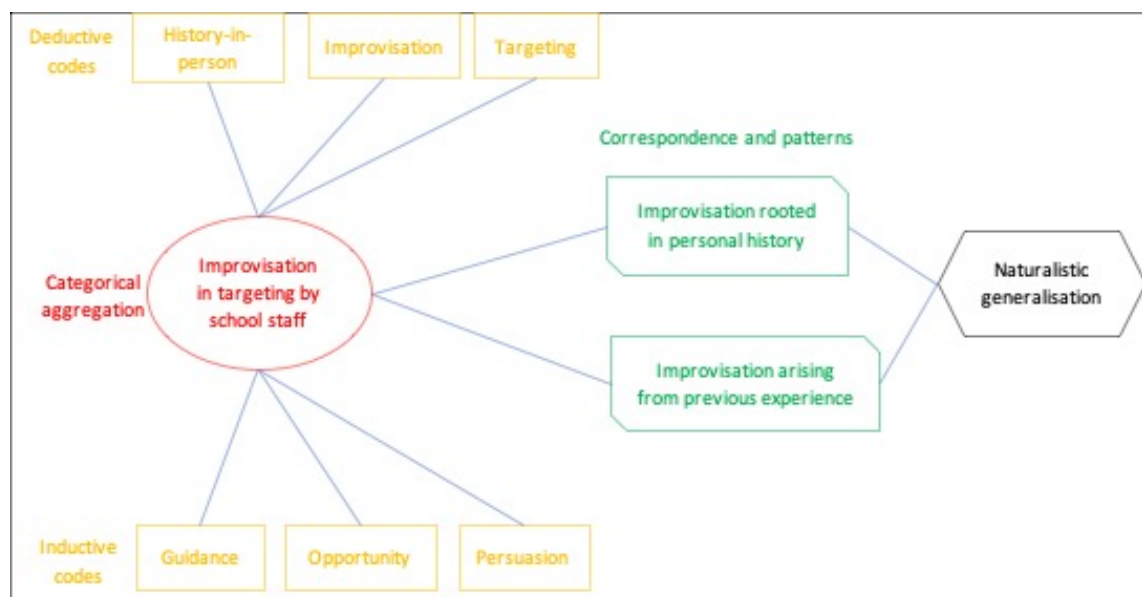 Deductive
codes
History-in-
person
Improvisation
Targeting
Correspondence and patterns
Improvisation rooted
in personal history
Categorical
aggregation
Improvisation
in targeting by
school staff
Naturalistic
generalisation
Improvisation arising
from previous experience
Inductive
codes
Guidance
Opportunity
Persuasion